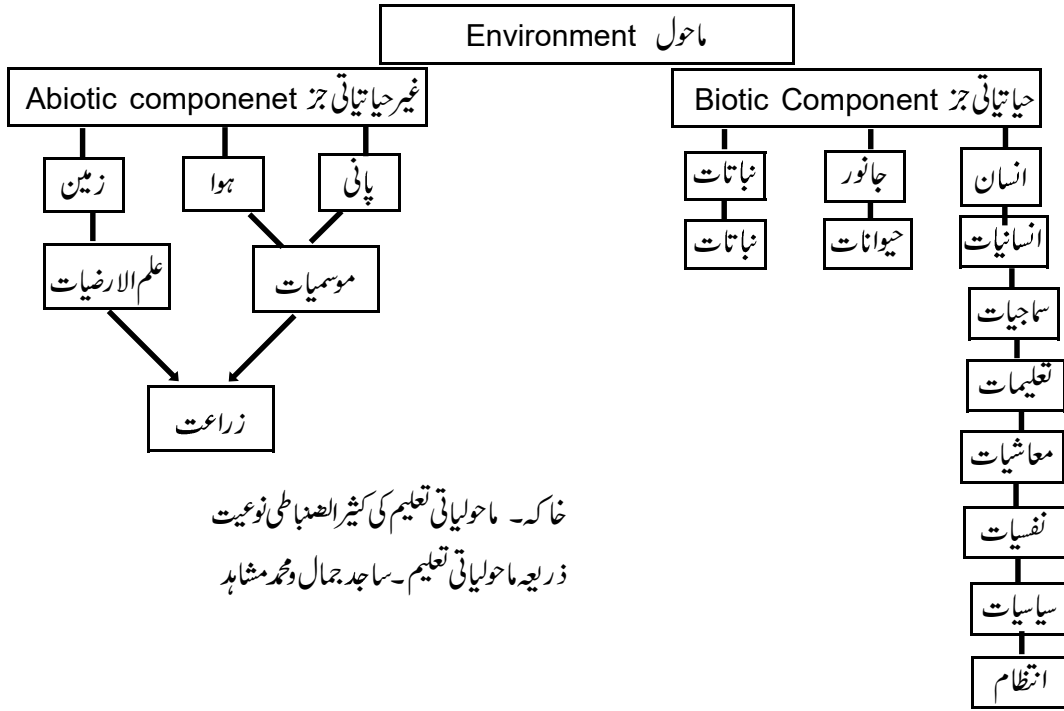 ماحول Environment
حیاتیاتی جز Biotic Component
غیر حیاتیاتی جز Abiotic componenet
انسان
جانور
نباتات
پانی
ہوا
زمین
انسانیات
حیوانات
نباتات
موسمیات
علم الارضیات
سماجیات
تعلیمات
زراعت
معاشیات
نفسیات
سیاسیات
انتظام
خاکہ۔ ماحولیاتی تعلیم کی کثیر الضنباطی نوعیت
ذریعہ ماحولیاتی تعلیم۔ ساجد جمال و محمد مشاہد